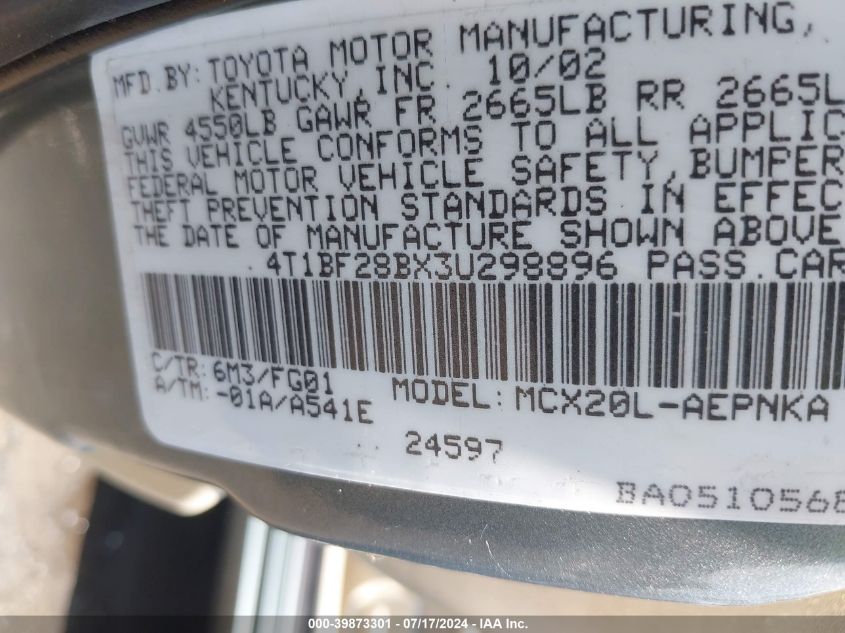 MFD.BY: TOYOTA MOTOR MANUFACTURING,
KENTUCKY, INC. 10/02
GVWR 4550LB GAWR FR 2665LB RR 2665L
THIS VEHICLE CONFORMS TO ALL APPLIC
FEDERAL MOTOR VEHICLE SAFETY, BUMPER
THEFT PREVENTION STANDARDS IN EFFEC
THE DATE OF MANUFACTURE SHOWN ABOVE
4T1BF28BX3U298896 PASS.CAR
C/TR: 6M3/FG01
A/TM: -01A/A541E
MODEL: MCX20L-AEPNKA
24597
BA0510568
000-39873301 / 07/17/2024 - IAA Inc.